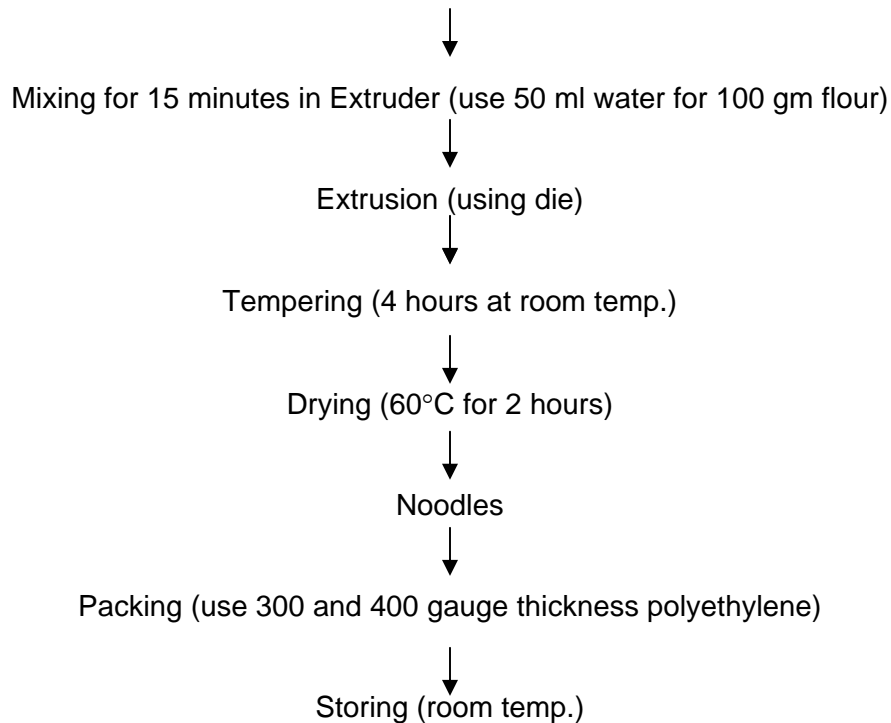 Mixing for 15 minutes in Extruder (use 50 ml water for 100 gm flour)
Extrusion (using die)
Tempering (4 hours at room temp.)
Drying (60°C for 2 hours)
Noodles
Packing (use 300 and 400 gauge thickness polyethylene)
Storing (room temp.)